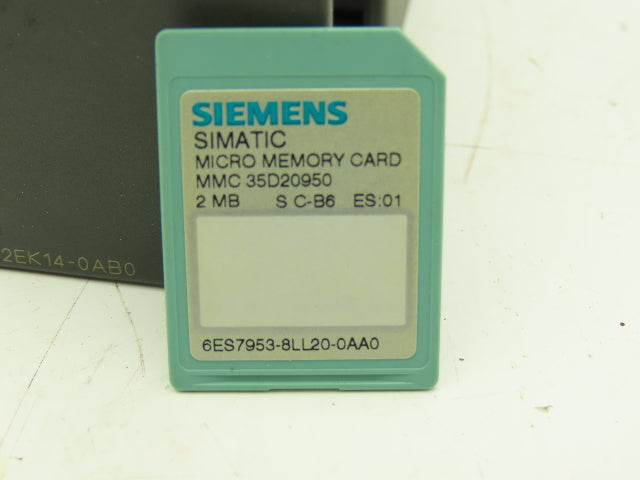 SIEMENS
SIMATIC
MICRO MEMORY CARD
MMC 35D20950
2 MB S C-B6 ES:01
6ES7953-8LL20-0AA0
2EK14-0AB0